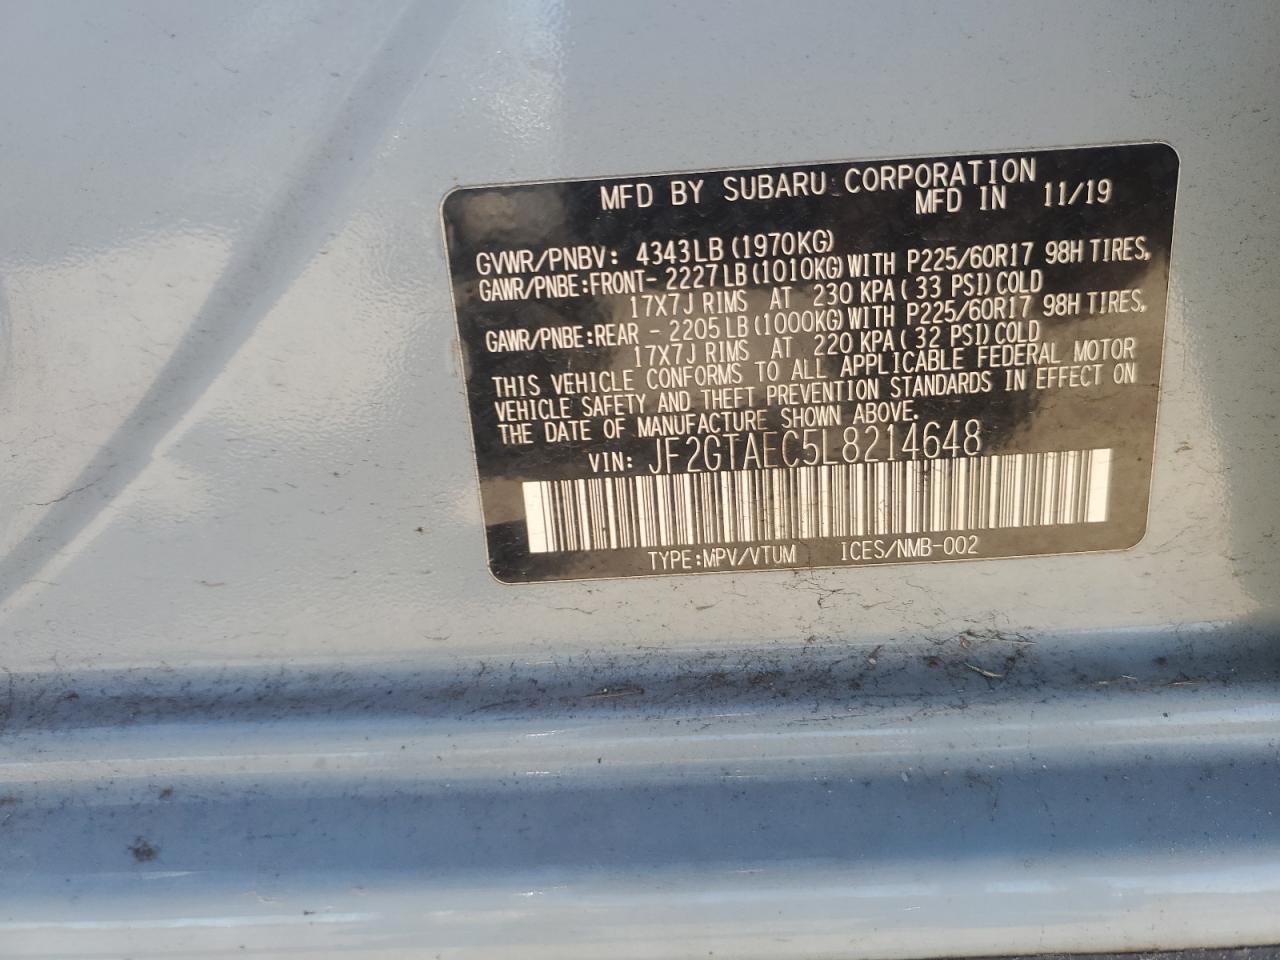 MFD BY SUBARU CORPORATION
MFD IN 11/19
GVWR/PNBV: 4343LB(1970KG)
GAWR/PNBE:FRONT-2227LB(1010KG)WITH P225/60R17 98H TIRES,
17X7J RIMS AT 230 KPA( 33 PSI)COLD
GAWR/PNBE:REAR -2205LB(1000KG)WITH P225/60R17 98H TIRES,
17X7J RIMS AT 220 KPA( 32 PSI)COLD
THIS VEHICLE CONFORMS TO ALL APPLICABLE FEDERAL MOTOR
VEHICLE SAFETY AND THEFT PREVENTION STANDARDS IN EFFECT ON
THE DATE OF MANUFACTURE SHOWN ABOVE.
VIN: JF2GTAEC5L8214648
TYPE:MPV/VTUM ICES/NMB-002